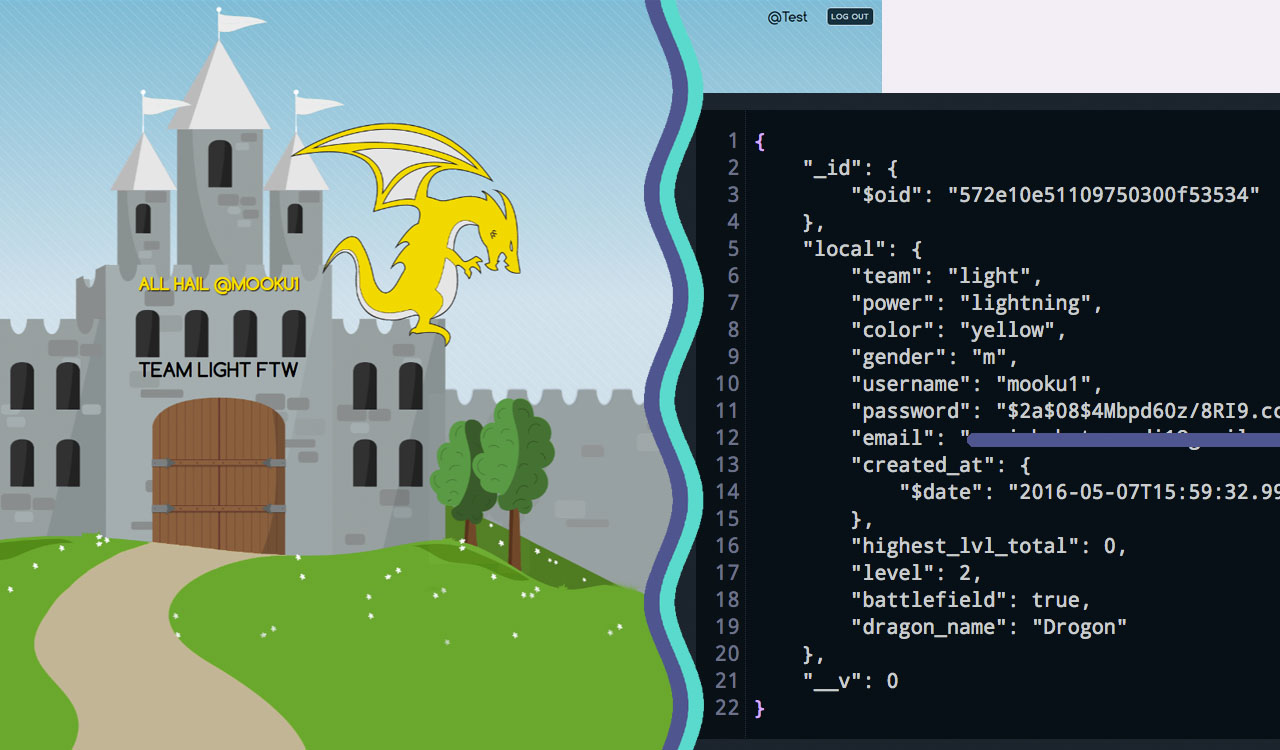 @Test
LOG OUT
ALL HAIL @MOOKU1
TEAM LIGHT FTW
1 {
2 "_id": {
3 "$oid": "572e10e51109750300f53534"
4 },
5 "local": {
6 "team": "light",
7 "power": "lightning",
8 "color": "yellow",
9 "gender": "m",
10 "username": "mooku1",
11 "password": "$2a$08$4Mbpd60z/8RI9.cc
12 "email": "
13 "created_at": {
14 "$date": "2016-05-07T15:59:32.99
15 },
16 "highest_lvl_total": 0,
17 "level": 2,
18 "battlefield": true,
19 "dragon_name": "Drogon"
20 },
21 "__v": 0
22 }